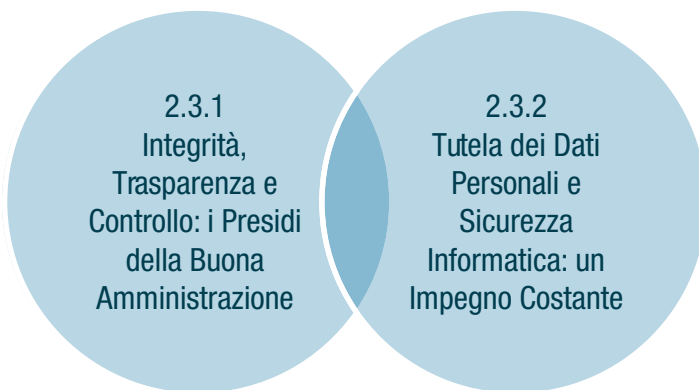 2.3.1
Integrità,
Trasparenza e
Controllo: i Presidi
della Buona
Amministrazione
2.3.2
Tutela dei Dati
Personali e
Sicurezza
Informatica: un
Impegno Costante